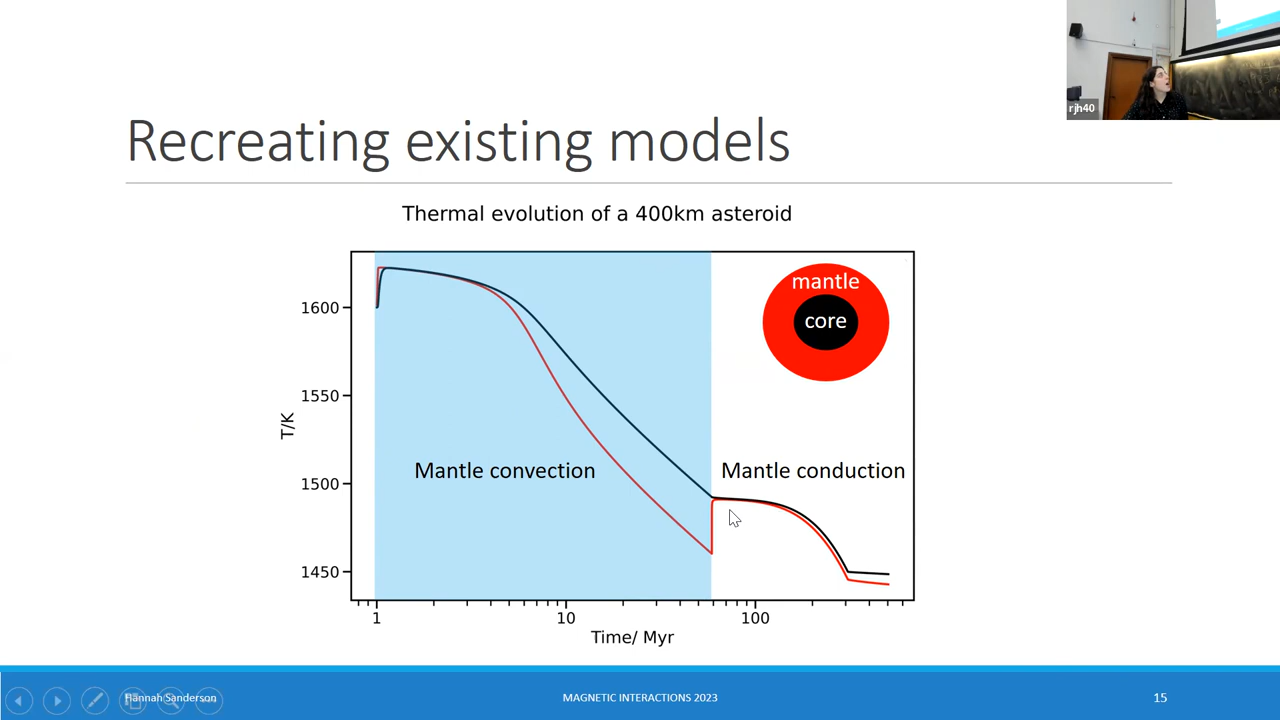 rjh40
Recreating existing models
Thermal evolution of a 400km asteroid
mantle
core
1600
1550
1500
1450
T/K
Mantle convection
Mantle conduction
1
10
100
Time/ Myr
Hannah Sanderson
MAGNETIC INTERACTIONS 2023
15